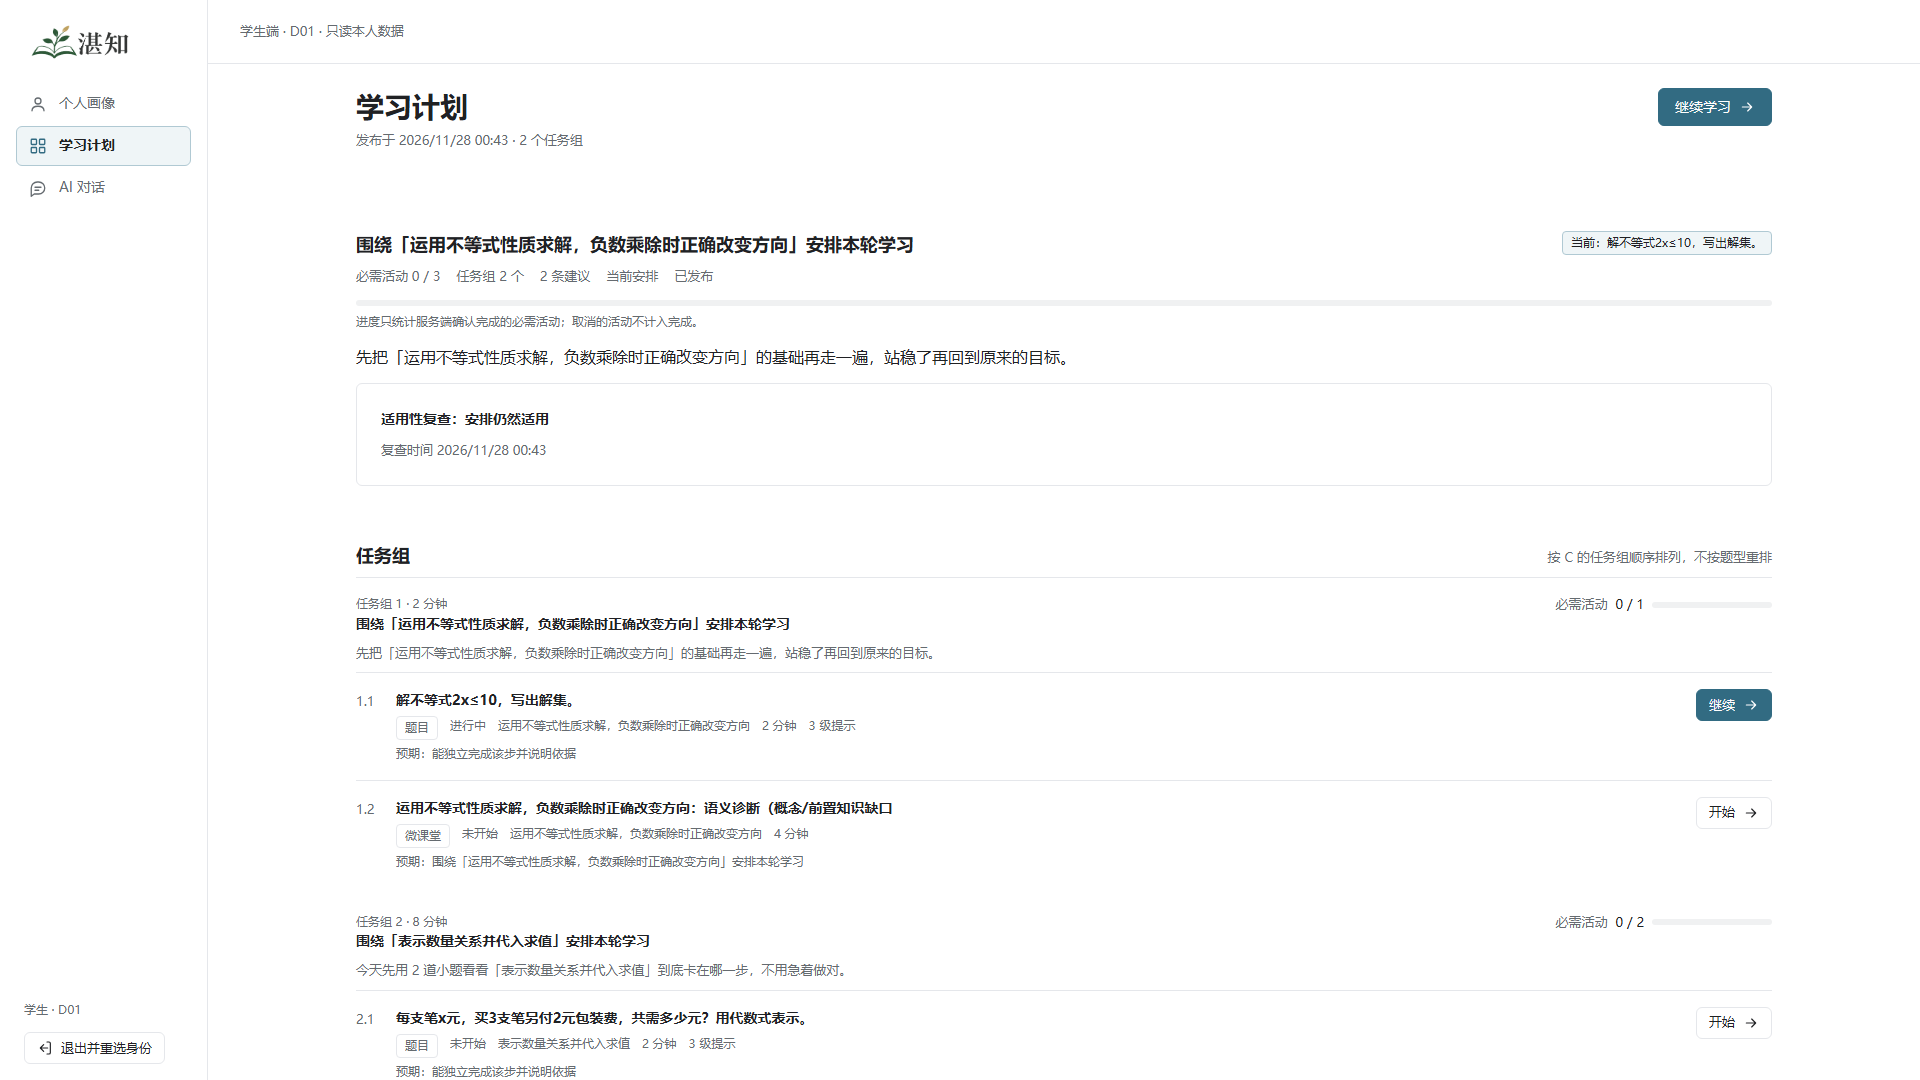 湛知
学生端 · D01 · 只读本人数据
个人画像
学习计划
AI 对话
学习计划
继续学习 →
发布于 2026/11/28 00:43 · 2 个任务组
围绕「运用不等式性质求解，负数乘除时正确改变方向」安排本轮学习
当前：解不等式2x≤10，写出解集。
必需活动 0 / 3 任务组 2 个 2 条建议 当前安排 已发布
进度只统计服务端确认完成的必需活动；取消的活动不计入完成。
先把「运用不等式性质求解，负数乘除时正确改变方向」的基础再走一遍，站稳了再回到原来的目标。
适用性复查：安排仍然适用
复查时间 2026/11/28 00:43
任务组
按 C 的任务组顺序排列，不按题型重排
任务组 1 · 2 分钟
必需活动 0 / 1
围绕「运用不等式性质求解，负数乘除时正确改变方向」安排本轮学习
先把「运用不等式性质求解，负数乘除时正确改变方向」的基础再走一遍，站稳了再回到原来的目标。
1.1 解不等式2x≤10，写出解集。
继续 →
题目 进行中 运用不等式性质求解，负数乘除时正确改变方向 2 分钟 3 级提示
预期：能独立完成该步并说明依据
1.2 运用不等式性质求解，负数乘除时正确改变方向：语义诊断（概念/前置知识缺口
开始 →
微课堂 未开始 运用不等式性质求解，负数乘除时正确改变方向 4 分钟
预期：围绕「运用不等式性质求解，负数乘除时正确改变方向」安排本轮学习
任务组 2 · 8 分钟
必需活动 0 / 2
围绕「表示数量关系并代入求值」安排本轮学习
今天先用 2 道小题看看「表示数量关系并代入求值」到底卡在哪一步，不用急着做对。
2.1 每支笔x元，买3支笔另付2元包装费，共需多少元？用代数式表示。
开始 →
题目 未开始 表示数量关系并代入求值 2 分钟 3 级提示
预期：能独立完成该步并说明依据
学生 · D01
退出并重选身份